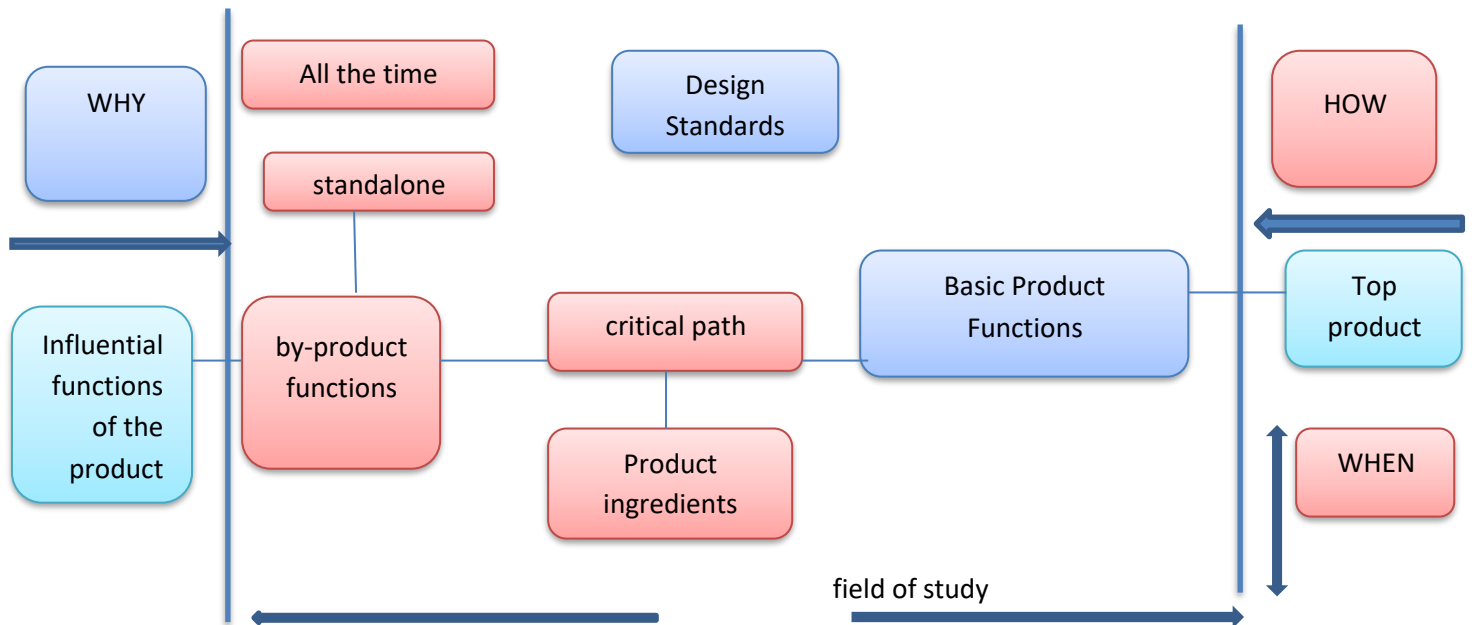 WHY
All the time
Design
Standards
HOW
standalone
Influential
functions
of the
product
by-product
functions
critical path
Basic Product
Functions
Top
product
Product
ingredients
WHEN
field of study